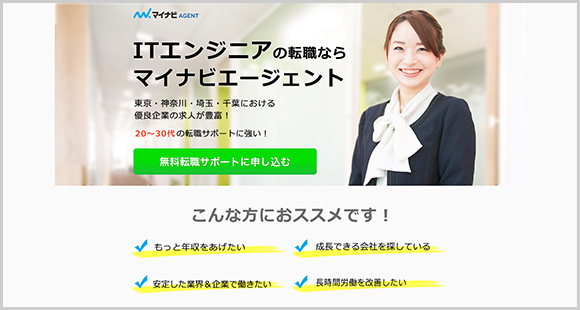 マイナビ AGENT
ITエンジニアの転職なら
マイナビエージェント
東京・神奈川・埼玉・千葉における
優良企業の求人が豊富！
20〜30代の転職サポートに強い！
無料転職サポートに申し込む
こんな方におススメです！
もっと年収をあげたい
成長できる会社を探している
安定した業界＆企業で働きたい
長時間労働を改善したい